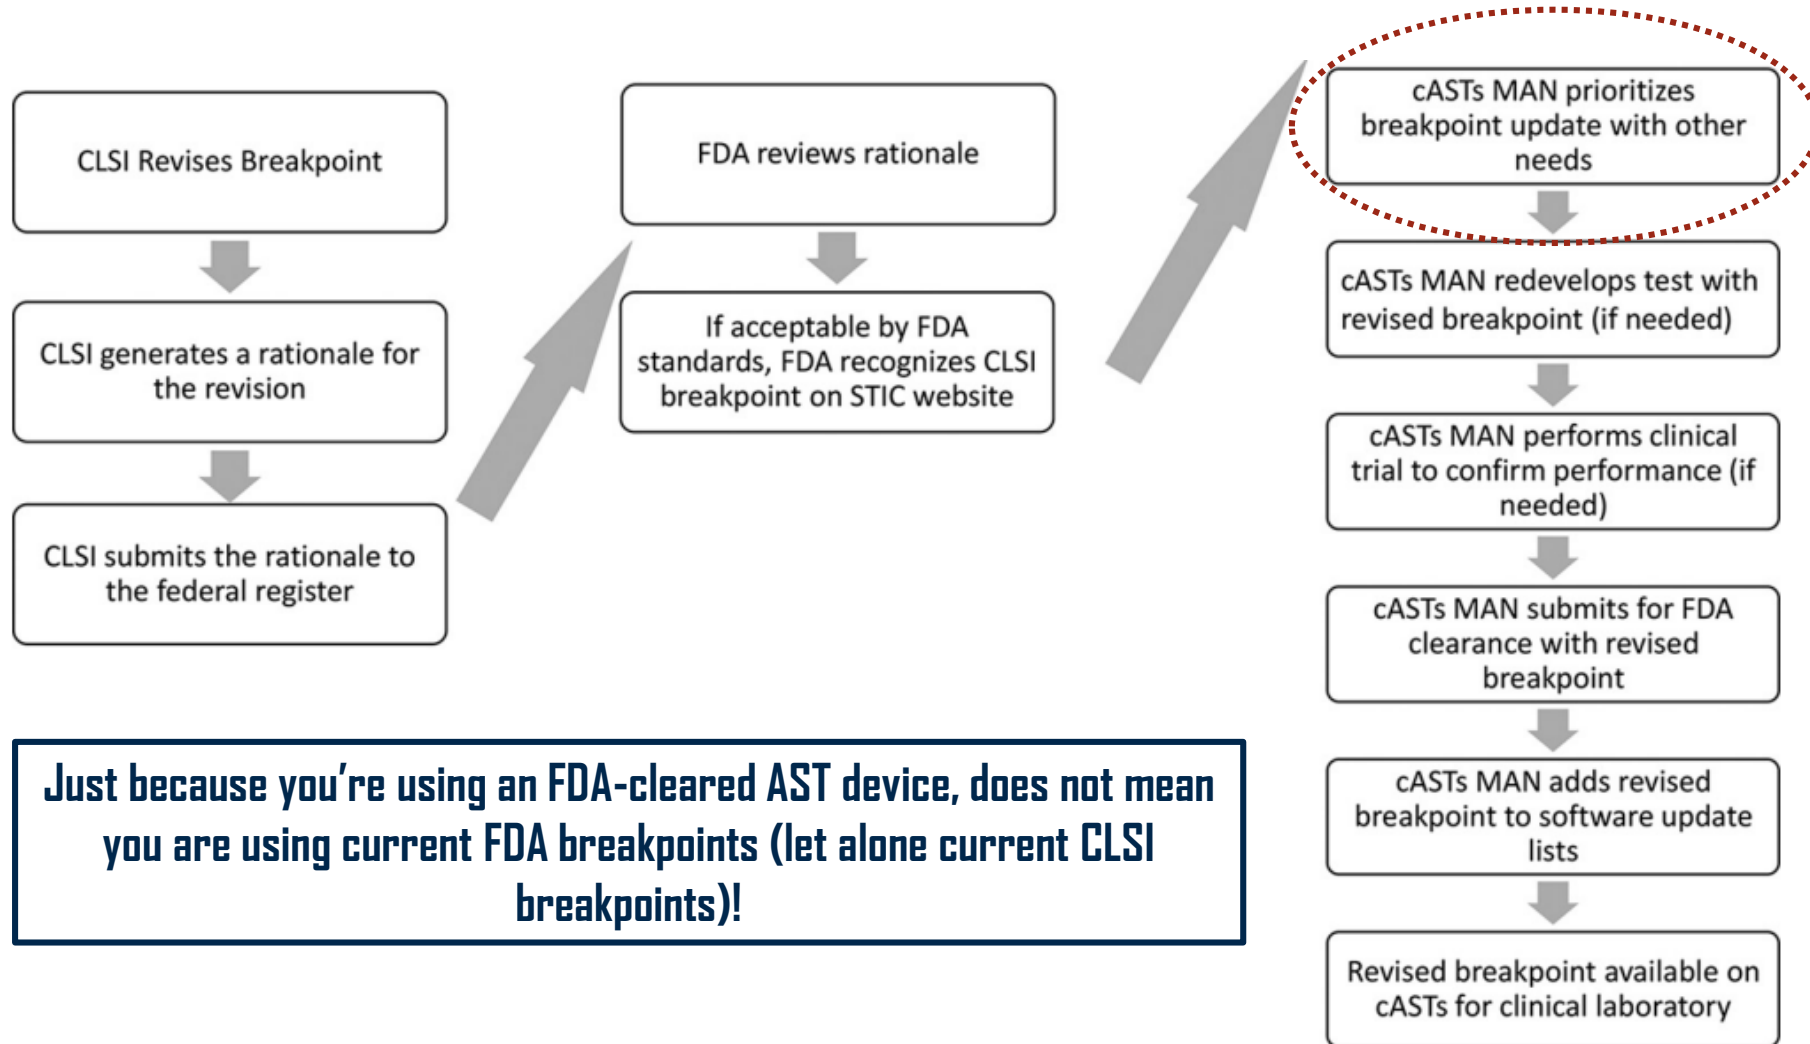 CLSI Revises Breakpoint
CLSI generates a rationale for
the revision
CLSI submits the rationale to
the federal register
FDA reviews rationale
If acceptable by FDA
standards, FDA recognizes CLSI
breakpoint on STIC website
cASTs MAN prioritizes
breakpoint update with other
needs
cASTs MAN redevelops test with
revised breakpoint (if needed)
cASTs MAN performs clinical
trial to confirm performance (if
needed)
cASTs MAN submits for FDA
clearance with revised
breakpoint
cASTs MAN adds revised
breakpoint to software update
lists
Revised breakpoint available on
cASTs for clinical laboratory
Just because you're using an FDA-cleared AST device, does not mean
you are using current FDA breakpoints (let alone current CLSI
breakpoints)!